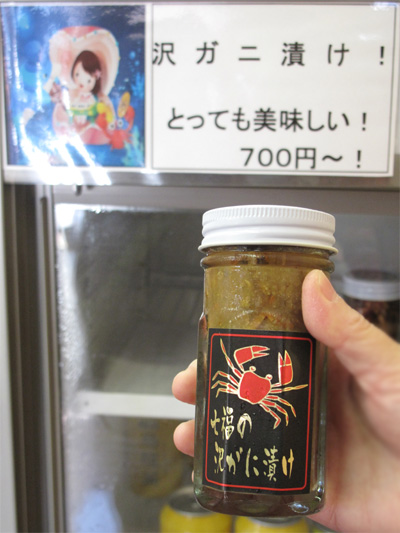 沢ガニ漬け！
とっても美味しい！
700円～！
七福の
沢がに漬け